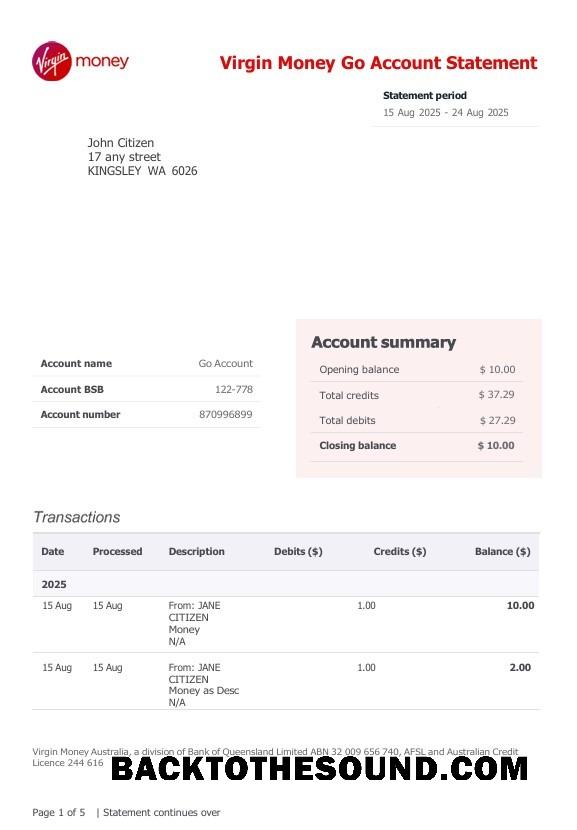 Virgin money
Virgin Money Go Account Statement
Statement period
15 Aug 2025 - 24 Aug 2025
John Citizen
17 any street
KINGSLEY WA 6026
Account name Go Account
Account BSB 122-778
Account number 870996899
Account summary
Opening balance $ 10.00
Total credits $ 37.29
Total debits $ 27.29
Closing balance $ 10.00
Transactions
Date Processed Description Debits ($) Credits ($) Balance ($)
2025
15 Aug 15 Aug From: JANE 1.00 10.00
CITIZEN
Money
N/A
15 Aug 15 Aug From: JANE 1.00 2.00
CITIZEN
Money as Desc
N/A
Virgin Money Australia, a division of Bank of Queensland Limited ABN 32 009 656 740, AFSL and Australian Credit
Licence 244 616
BACKTOTHESOUND.COM
Page 1 of 5 | Statement continues over